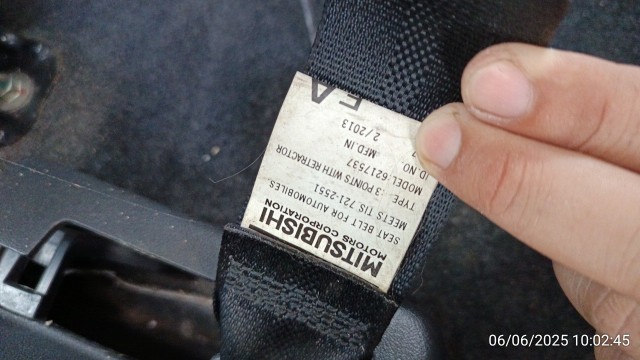 MITSUBISHI
MOTORS CORPORATION
SEAT BELT FOR AUTOMOBILES
MEETS TIS 721-2551
TYPE :3 POINTS WITH RETRACTOR
MODEL:6217537
ID.NO.
MFD.IN 2/2013
06/06/2025 10:02:45